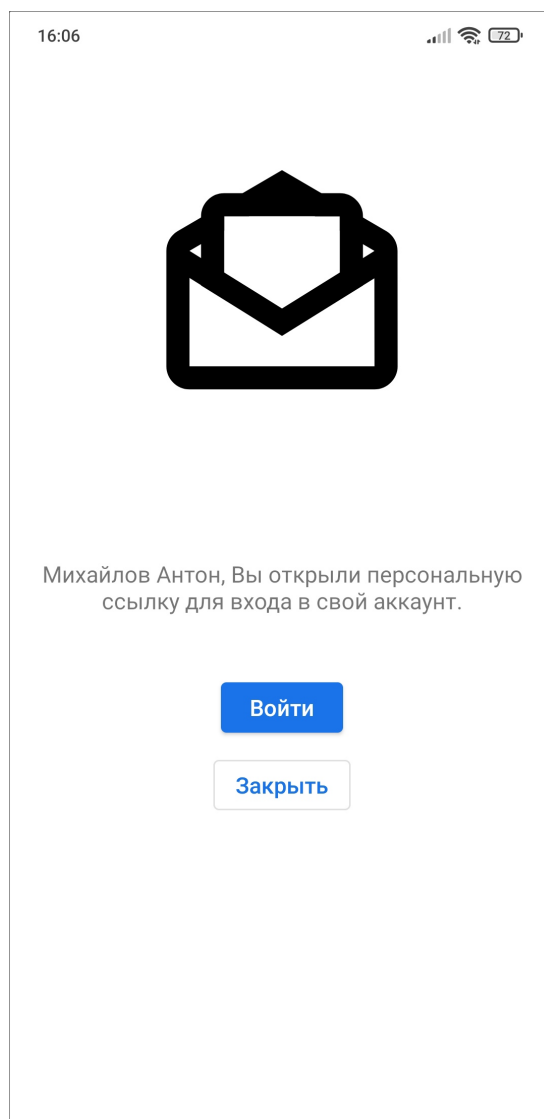 16:06
72
Михайлов Антон, Вы открыли персональную
ссылку для входа в свой аккаунт.
Войти
Закрыть